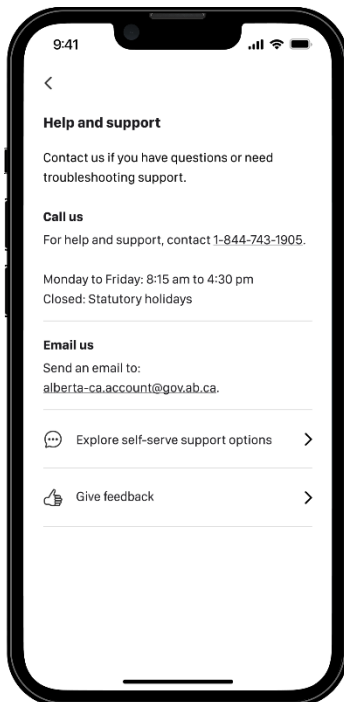 9:41
Help and support
Contact us if you have questions or need
troubleshooting support.
Call us
For help and support, contact 1-844-743-1905.
Monday to Friday: 8:15 am to 4:30 pm
Closed: Statutory holidays
Email us
Send an email to:
alberta-ca.account@gov.ab.ca.
Explore self-serve support options
Give feedback